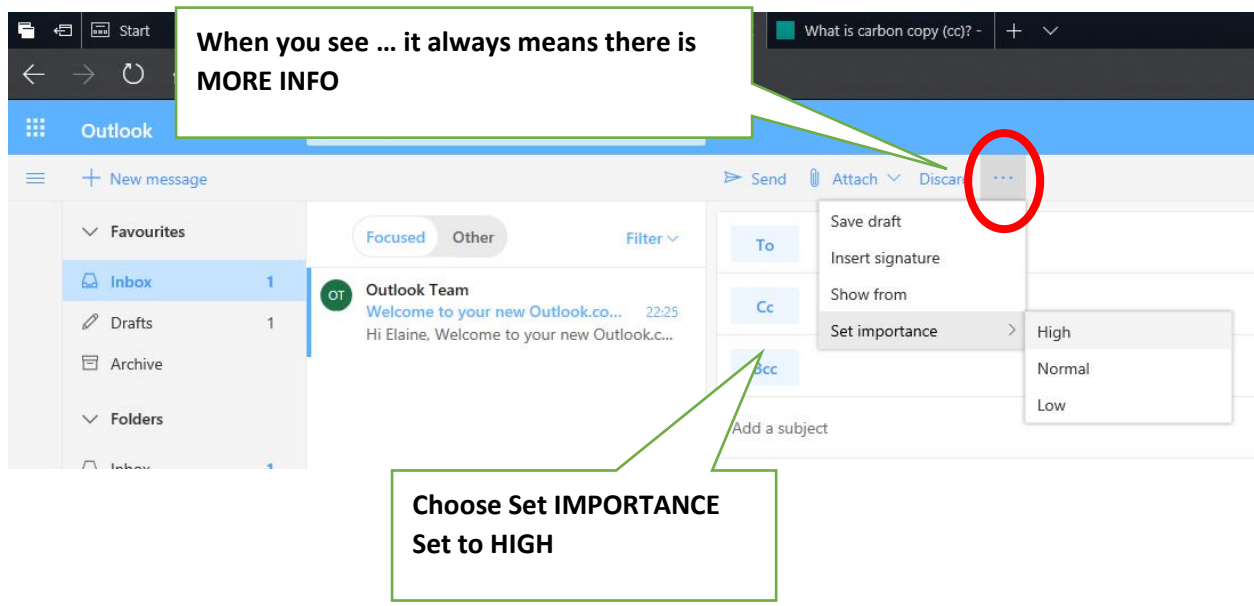 Start
When you see … it always means there is
MORE INFO
What is carbon copy (cc)? -
Outlook
New message
Send Attach Discard ···
Favourites
Focused Other Filter
To
Save draft
Insert signature
Inbox 1
OT
Outlook Team
Welcome to your new Outlook.co... 22:25
Hi Elaine, Welcome to your new Outlook.c...
Cc
Show from
Set importance
High
Normal
Low
Drafts 1
Archive
Bcc
Folders
Add a subject
Inbox 1
Choose Set IMPORTANCE
Set to HIGH